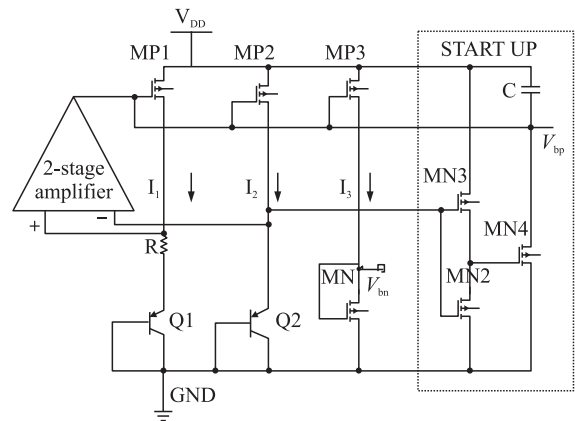 V_DD
MP1
MP2
MP3
START UP
C
V_bp
2-stage
amplifier
I_1
I_2
I_3
MN3
+
−
R
MN4
MN
V_bn
MN2
Q1
Q2
GND